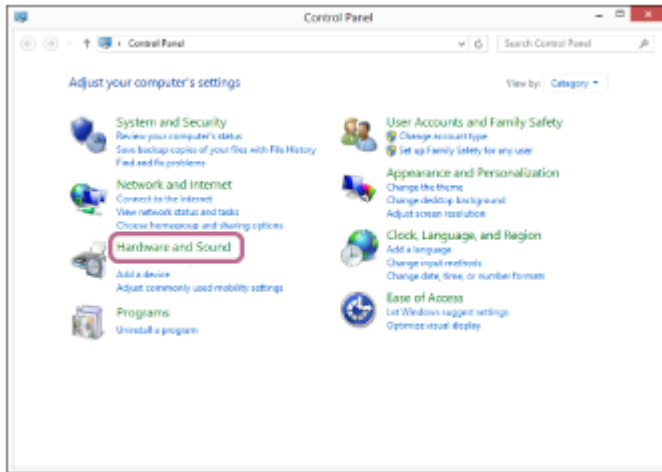 Control Panel
Control Panel
Search Control Panel
Adjust your computer's settings
View by: Category
System and Security
Review your computer's status
Save backup copies of your files with File History
Find and fix problems
Network and Internet
Connect to the Internet
View network status and tasks
Choose homegroup and sharing options
Hardware and Sound
Add a device
Adjust commonly used mobility settings
Programs
Uninstall a program
User Accounts and Family Safety
Change account type
Set up Family Safety for any user
Appearance and Personalization
Change the theme
Change desktop background
Adjust screen resolution
Clock, Language, and Region
Add a language
Change input methods
Change date, time, or number formats
Ease of Access
Let Windows suggest settings
Optimize visual display